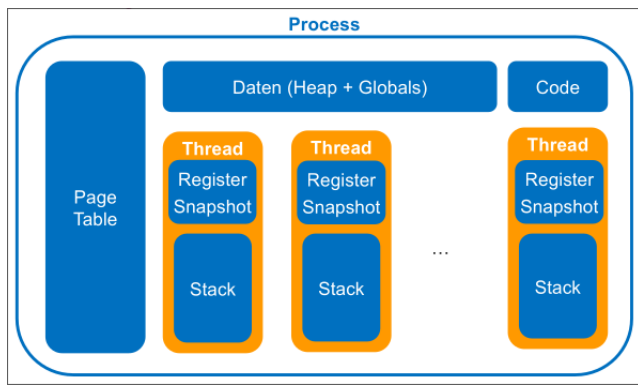 Process
Daten (Heap + Globals)
Code
Page
Table
Thread
Register
Snapshot
Stack
Thread
Register
Snapshot
Stack
...
Thread
Register
Snapshot
Stack